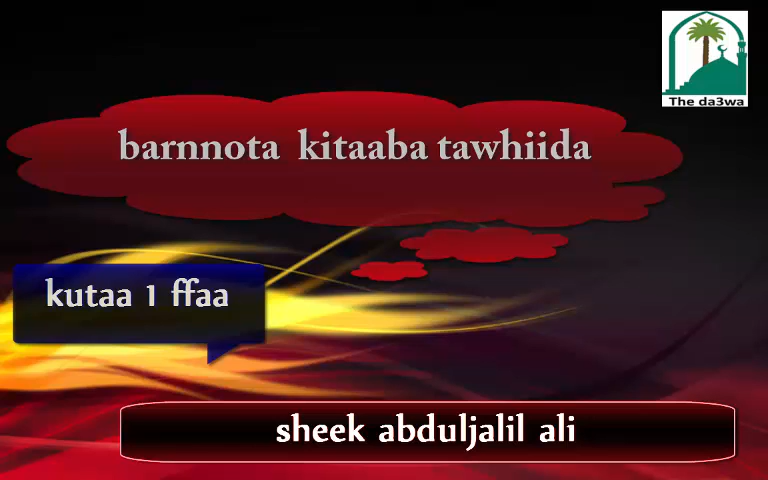 The da3wa
barnnota kitaaba tawhiida
kutaa 1 ffaa
sheek abduljalil ali